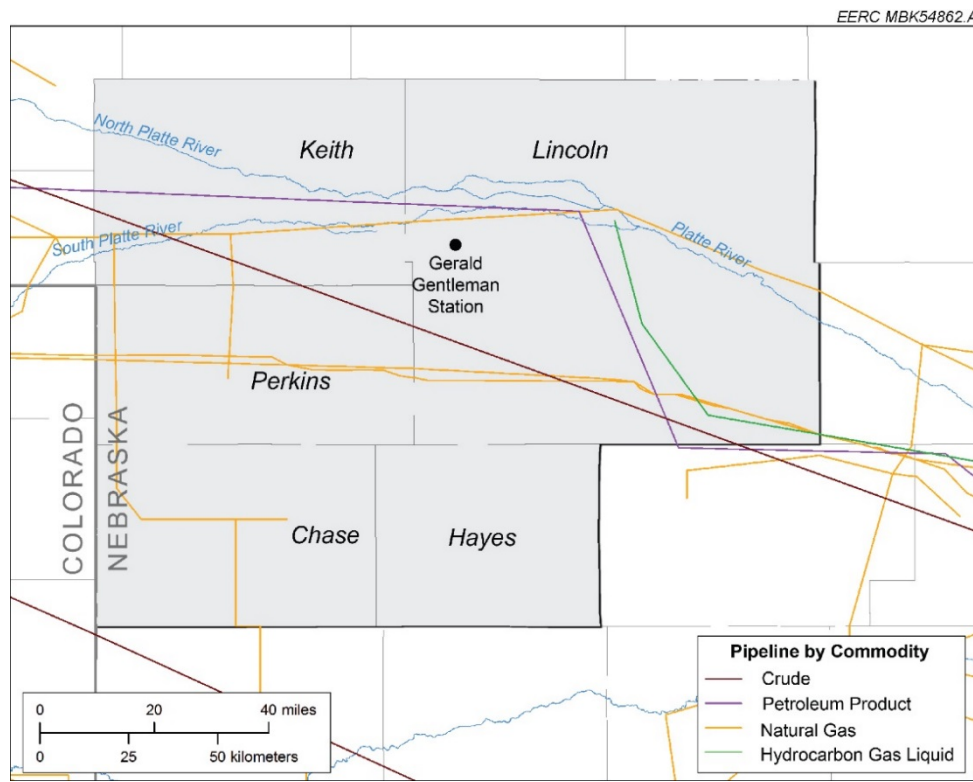 EERC MBK54862.A
North Platte River
Keith
Lincoln
South Platte River
Platte River
Gerald
Gentleman
Station
Perkins
COLORADO
NEBRASKA
Chase
Hayes
Pipeline by Commodity
Crude
Petroleum Product
Natural Gas
Hydrocarbon Gas Liquid
0 20 40 miles
0 25 50 kilometers